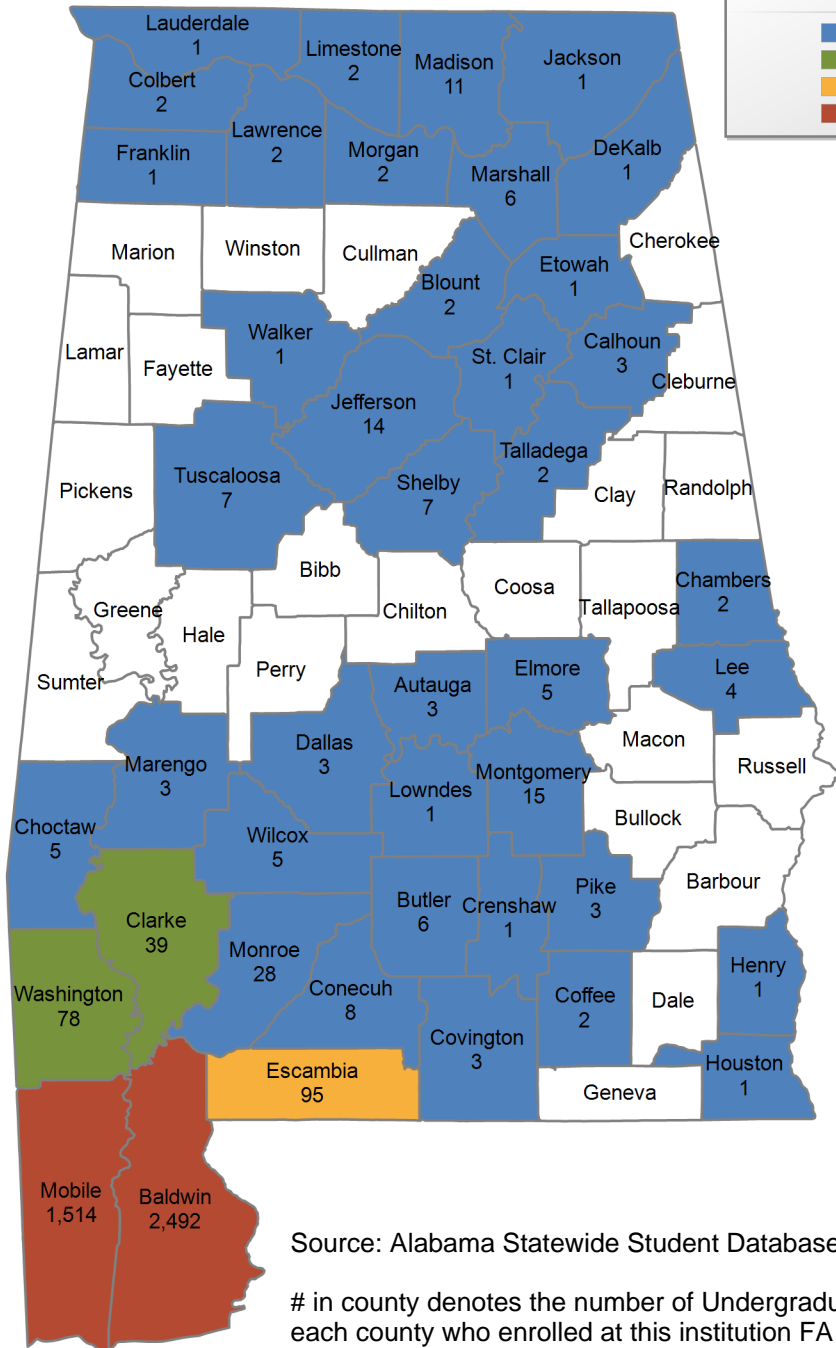 Lauderdale
1
Limestone
2
Madison
11
Jackson
1
Colbert
2
Lawrence
2
Franklin
1
Morgan
2
Marshall
6
DeKalb
1
Marion
Winston
Cullman
Cherokee
Blount
2
Etowah
1
Walker
1
Lamar
Fayette
St. Clair
1
Calhoun
3
Cleburne
Jefferson
14
Talladega
2
Pickens
Tuscaloosa
7
Shelby
7
Clay
Randolph
Bibb
Greene
Hale
Chilton
Coosa
Tallapoosa
Chambers
2
Sumter
Perry
Autauga
3
Elmore
5
Lee
4
Marengo
3
Dallas
3
Lowndes
1
Montgomery
15
Macon
Russell
Choctaw
5
Wilcox
5
Bullock
Barbour
Clarke
39
Butler
6
Crenshaw
1
Pike
3
Washington
78
Monroe
28
Conecuh
8
Covington
3
Coffee
2
Dale
Henry
1
Escambia
95
Geneva
Houston
1
Mobile
1,514
Baldwin
2,492
Source: Alabama Statewide Student Database
# in county denotes the number of Undergradu
each county who enrolled at this institution FA